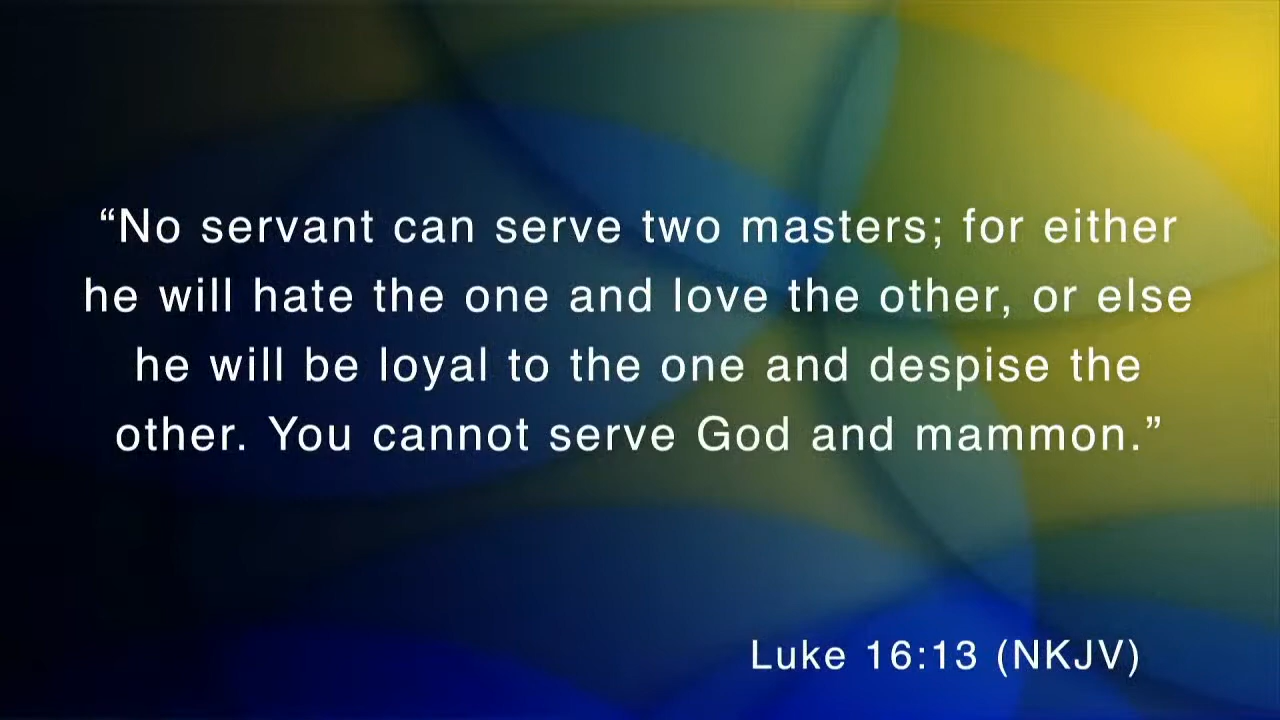 “No servant can serve two masters; for either
he will hate the one and love the other, or else
he will be loyal to the one and despise the
other. You cannot serve God and mammon.”
Luke 16:13 (NKJV)